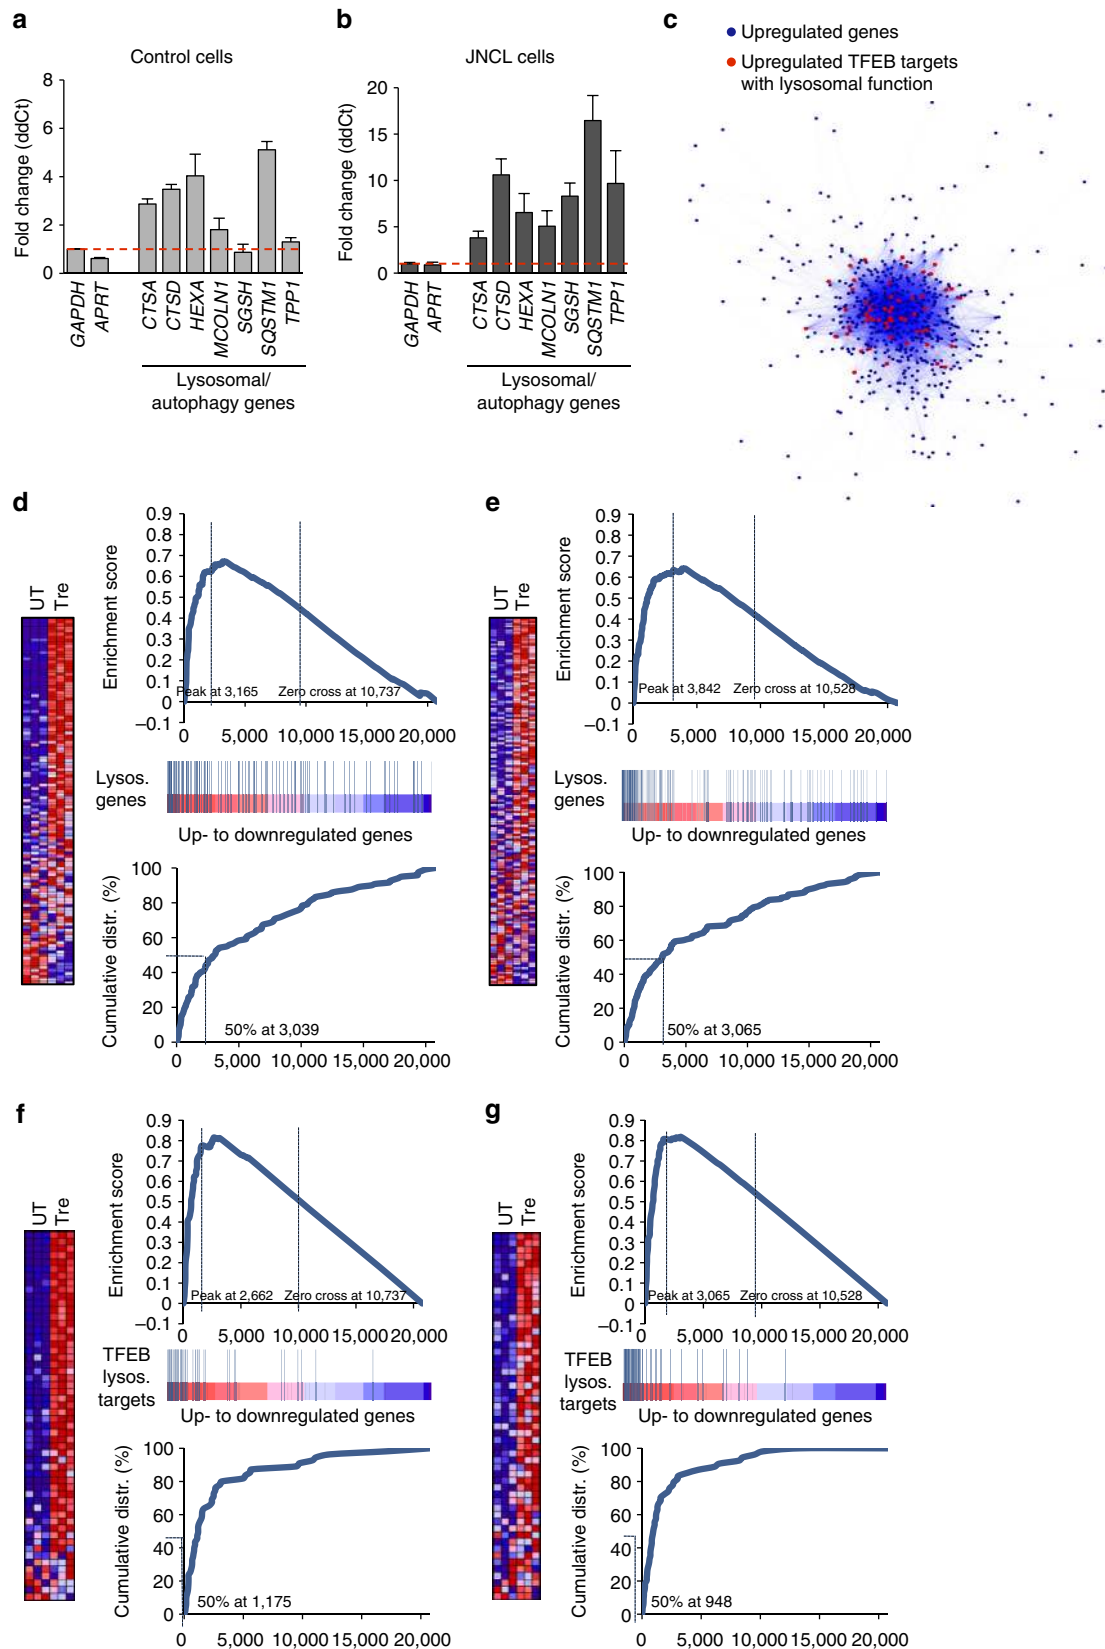 a
Control cells
Fold change (ddCt)
8
6
4
2
0
GAPDH
APRT
CTSA
CTSD
HEXA
MCOLN1
SGSH
SQSTM1
TPP1
Lysosomal/
autophagy genes
b
JNCL cells
Fold change (ddCt)
20
15
10
5
0
GAPDH
APRT
CTSA
CTSD
HEXA
MCOLN1
SGSH
SQSTM1
TPP1
Lysosomal/
autophagy genes
c
Upregulated genes
Upregulated TFEB targets
with lysosomal function
d
UT
Tre
Enrichment score
0.9
0.8
0.7
0.6
0.5
0.4
0.3
0.2
0.1
0
–0.1
Peak at 3,165
Zero cross at 10,737
0 5,000 10,000 15,000 20,000
Lysos.
genes
Up- to downregulated genes
Cumulative distr. (%)
100
80
60
40
20
0
50% at 3,039
0 5,000 10,000 15,000 20,000
e
UT
Tre
Enrichment score
0.9
0.8
0.7
0.6
0.5
0.4
0.3
0.2
0.1
0
–0.1
Peak at 3,842
Zero cross at 10,528
0 5,000 10,000 15,000 20,000
Lysos.
genes
Up- to downregulated genes
Cumulative distr. (%)
100
80
60
40
20
0
50% at 3,065
0 5,000 10,000 15,000 20,000
f
UT
Tre
Enrichment score
0.9
0.8
0.7
0.6
0.5
0.4
0.3
0.2
0.1
0
–0.1
Peak at 2,662
Zero cross at 10,737
0 5,000 10,000 15,000 20,000
TFEB
lysos.
targets
Up- to downregulated genes
Cumulative distr. (%)
100
80
60
40
20
0
50% at 1,175
0 5,000 10,000 15,000 20,000
g
UT
Tre
Enrichment score
0.9
0.8
0.7
0.6
0.5
0.4
0.3
0.2
0.1
0
–0.1
Peak at 3,065
Zero cross at 10,528
0 5,000 10,000 15,000 20,000
TFEB
lysos.
targets
Up- to downregulated genes
Cumulative distr. (%)
100
80
60
40
20
0
50% at 948
0 5,000 10,000 15,000 20,000